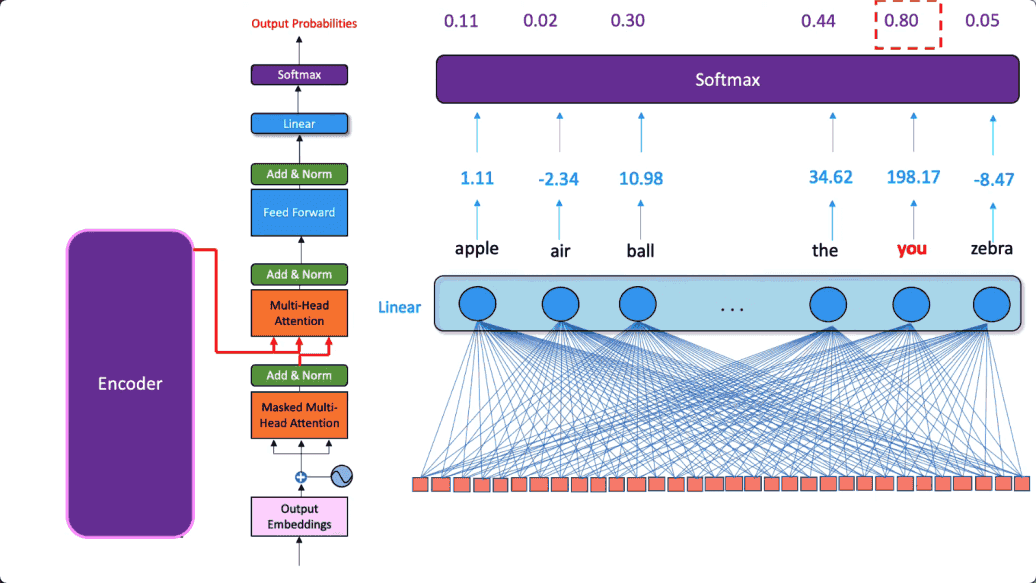 Output Probabilities
Softmax
Linear
Add & Norm
Feed Forward
Add & Norm
Multi-Head
Attention
Add & Norm
Masked Multi-
Head Attention
Output
Embeddings
Encoder
0.11 0.02 0.30 0.44 0.80 0.05
Softmax
1.11 -2.34 10.98 34.62 198.17 -8.47
apple air ball the you zebra
Linear ...